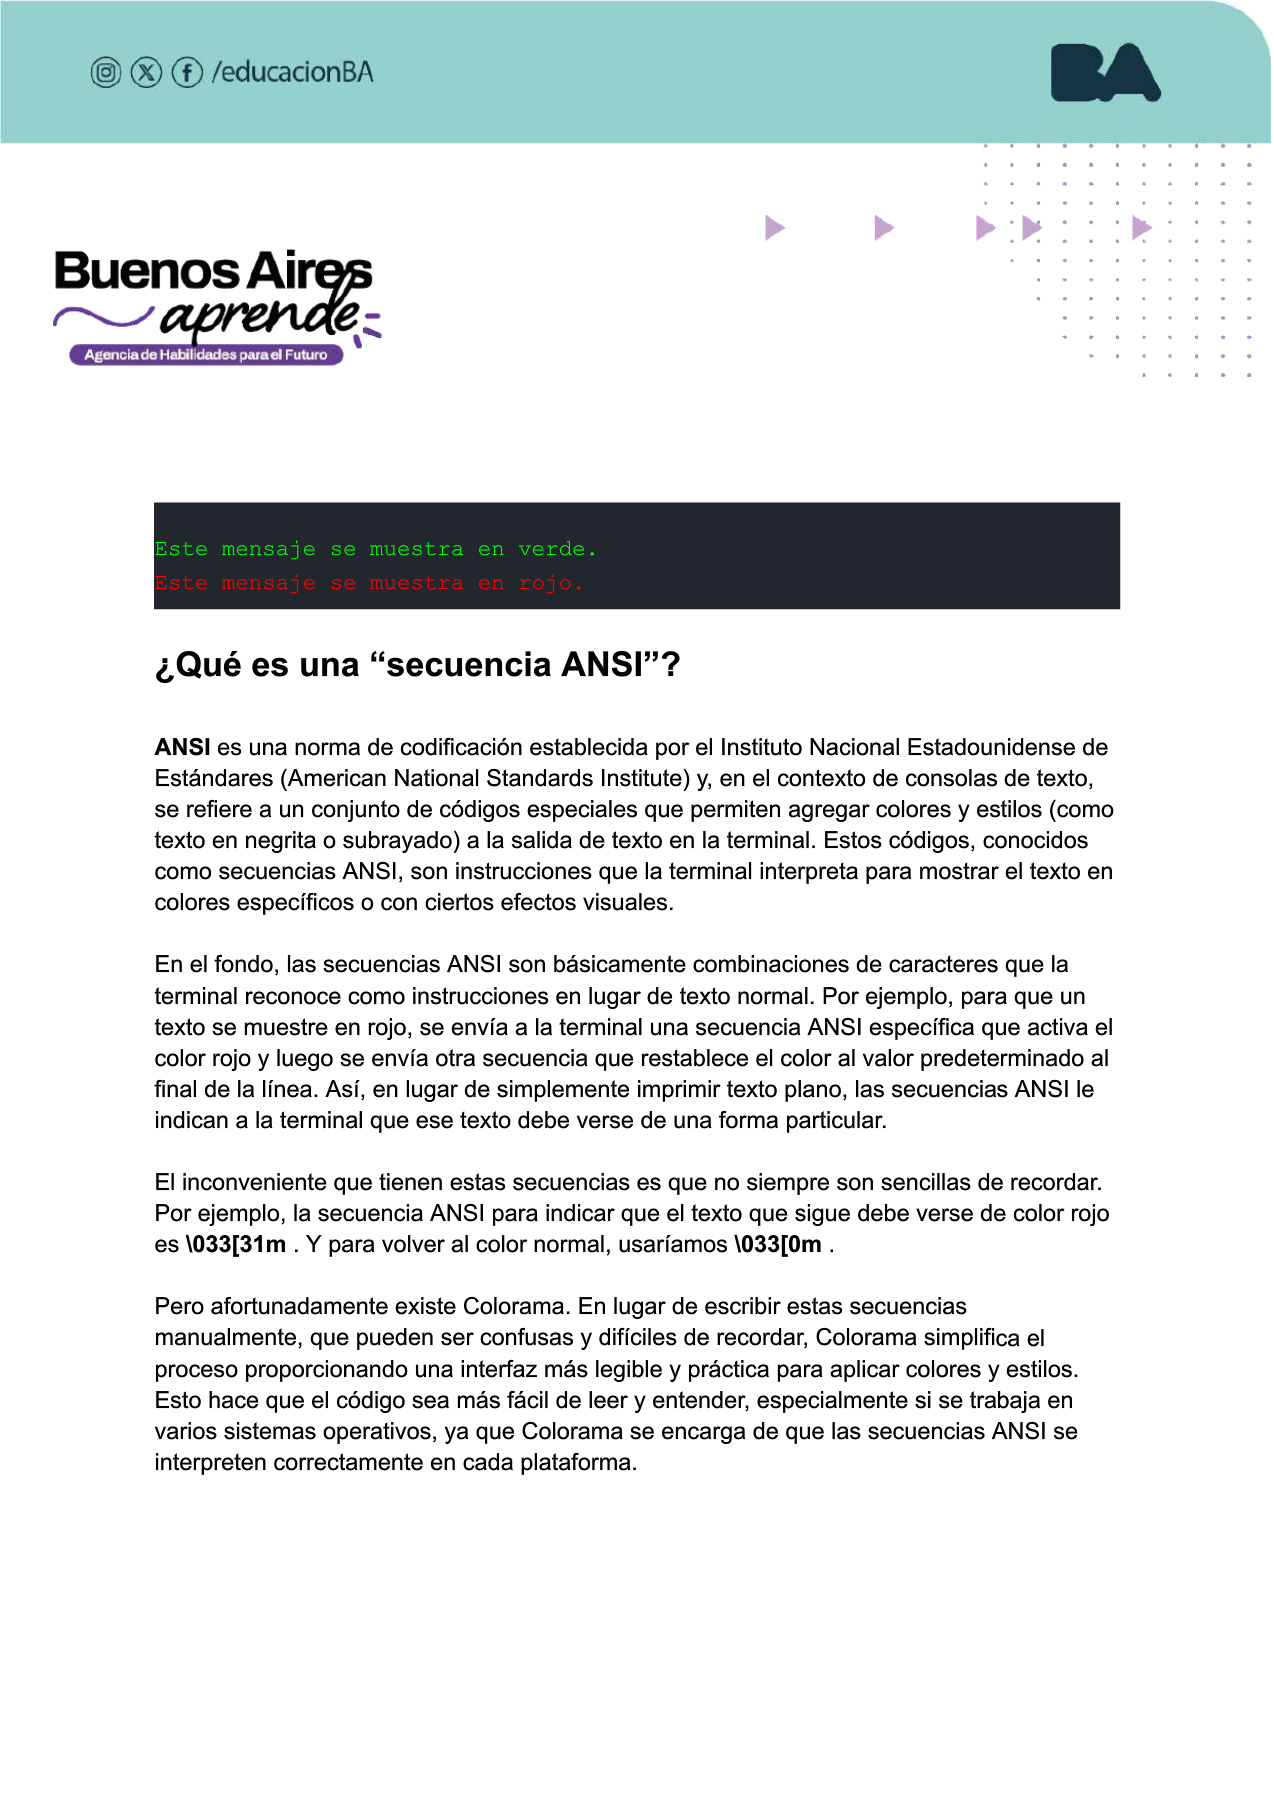 /educacionBA
BA
Buenos Aires
aprende
Agencia de Habilidades para el Futuro
Este mensaje se muestra en verde.
Este mensaje se muestra en rojo.
¿Qué es una “secuencia ANSI”?
ANSI es una norma de codificación establecida por el Instituto Nacional Estadounidense de
Estándares (American National Standards Institute) y, en el contexto de consolas de texto,
se refiere a un conjunto de códigos especiales que permiten agregar colores y estilos (como
texto en negrita o subrayado) a la salida de texto en la terminal. Estos códigos, conocidos
como secuencias ANSI, son instrucciones que la terminal interpreta para mostrar el texto en
colores específicos o con ciertos efectos visuales.
En el fondo, las secuencias ANSI son básicamente combinaciones de caracteres que la
terminal reconoce como instrucciones en lugar de texto normal. Por ejemplo, para que un
texto se muestre en rojo, se envía a la terminal una secuencia ANSI específica que activa el
color rojo y luego se envía otra secuencia que restablece el color al valor predeterminado al
final de la línea. Así, en lugar de simplemente imprimir texto plano, las secuencias ANSI le
indican a la terminal que ese texto debe verse de una forma particular.
El inconveniente que tienen estas secuencias es que no siempre son sencillas de recordar.
Por ejemplo, la secuencia ANSI para indicar que el texto que sigue debe verse de color rojo
es \033[31m . Y para volver al color normal, usaríamos \033[0m .
Pero afortunadamente existe Colorama. En lugar de escribir estas secuencias
manualmente, que pueden ser confusas y difíciles de recordar, Colorama simplifica el
proceso proporcionando una interfaz más legible y práctica para aplicar colores y estilos.
Esto hace que el código sea más fácil de leer y entender, especialmente si se trabaja en
varios sistemas operativos, ya que Colorama se encarga de que las secuencias ANSI se
interpreten correctamente en cada plataforma.